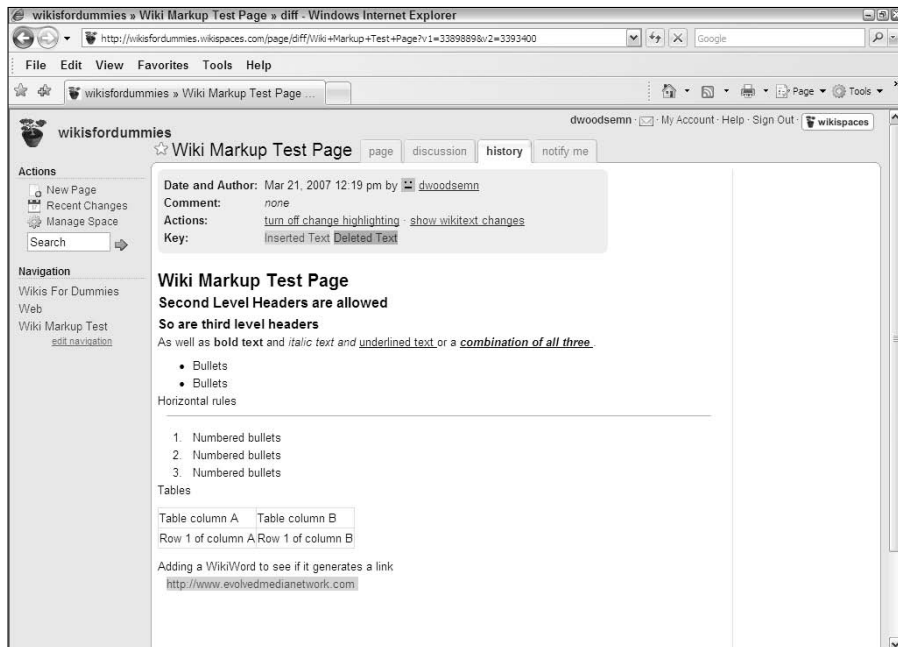 wikisfordummies » Wiki Markup Test Page » diff - Windows Internet Explorer
http://wikisfordummies.wikispaces.com/page/diff/Wiki+Markup+Test+Page?v1=3389889&v2=3393400
Google
File Edit View Favorites Tools Help
wikisfordummies » Wiki Markup Test Page ...
Page Tools
dwoodsemn · My Account · Help · Sign Out · wikispaces
wikisfordummies
Wiki Markup Test Page page discussion history notify me
Actions
New Page
Recent Changes
Manage Space
Search
Navigation
Wikis For Dummies
Web
Wiki Markup Test
edit navigation
Date and Author: Mar 21, 2007 12:19 pm by dwoodsemn
Comment: none
Actions: turn off change highlighting · show wikitext changes
Key: Inserted Text Deleted Text
Wiki Markup Test Page
Second Level Headers are allowed
So are third level headers
As well as bold text and italic text and underlined text or a combination of all three .
• Bullets
• Bullets
Horizontal rules
1. Numbered bullets
2. Numbered bullets
3. Numbered bullets
Tables
Table column A Table column B
Row 1 of column A Row 1 of column B
Adding a WikiWord to see if it generates a link
http://www.evolvedmedianetwork.com